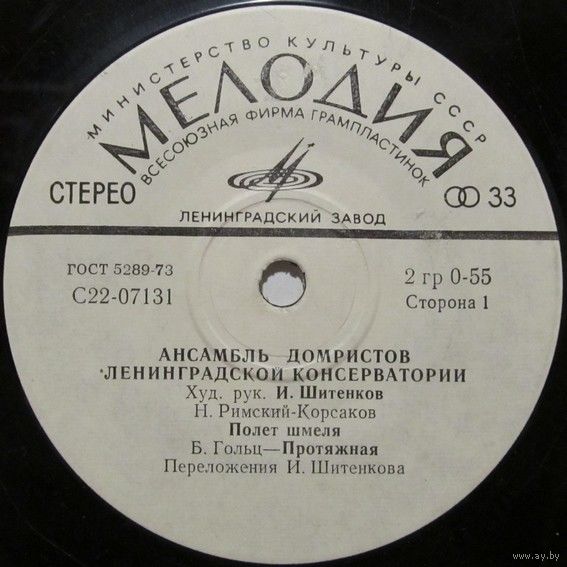 МИНИСТЕРСТВО КУЛЬТУРЫ СССР
МЕЛОДИЯ
ВСЕСОЮЗНАЯ ФИРМА ГРАМПЛАСТИНОК
СТЕРЕО
33
ЛЕНИНГРАДСКИЙ ЗАВОД
ГОСТ 5289-73
2 гр 0-55
С22-07131
Сторона 1
АНСАМБЛЬ ДОМРИСТОВ
ЛЕНИНГРАДСКОЙ КОНСЕРВАТОРИИ
Худ. рук. И. Шитенков
Н. Римский-Корсаков
Полет шмеля
Б. Гольц—Протяжная
Переложения И. Шитенкова
www.ay.by